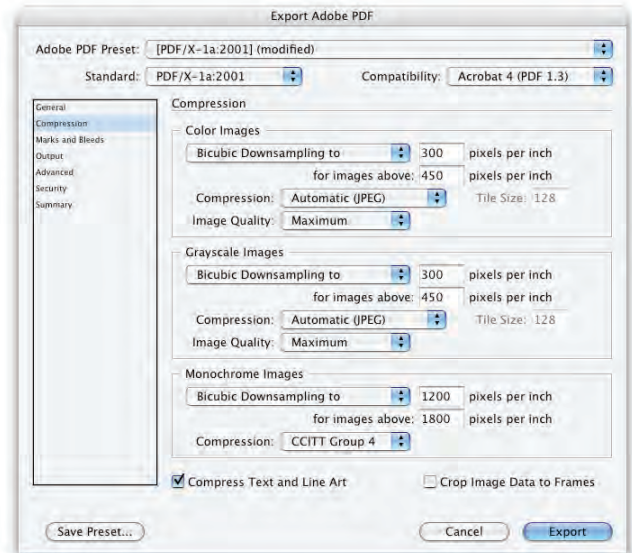 Export Adobe PDF
Adobe PDF Preset: [PDF/X-1a:2001] (modified)
Standard: PDF/X-1a:2001 Compatibility: Acrobat 4 (PDF 1.3)
General
Compression
Marks and Bleeds
Output
Advanced
Security
Summary
Compression
Color Images
Bicubic Downsampling to 300 pixels per inch
for images above: 450 pixels per inch
Compression: Automatic (JPEG) Tile Size: 128
Image Quality: Maximum
Grayscale Images
Bicubic Downsampling to 300 pixels per inch
for images above: 450 pixels per inch
Compression: Automatic (JPEG) Tile Size: 128
Image Quality: Maximum
Monochrome Images
Bicubic Downsampling to 1200 pixels per inch
for images above: 1800 pixels per inch
Compression: CCITT Group 4
Compress Text and Line Art Crop Image Data to Frames
Save Preset... Cancel Export